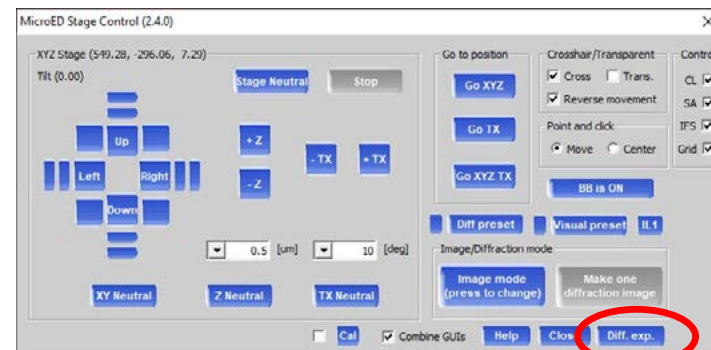 MicroED Stage Control (2.4.0)
XYZ Stage (549.28, -296.06, 7.29)
Tilt (0.00)
Stage Neutral
Stop
Up
Left
Right
Down
+ Z
- Z
- TX
+ TX
0.5 [um]
10 [deg]
XY Neutral
Z Neutral
TX Neutral
Go to position
Go XYZ
Go TX
Go XYZ TX
Crosshair/Transparent
Cross
Trans.
Reverse movement
Point and click
Move
Center
BB is ON
CL
SA
IFS
Grid
Diff preset
Visual preset
IL1
Image/Diffraction mode
Image mode
(press to change)
Make one
diffraction image
Cal
Combine GUIs
Help
Diff. exp.